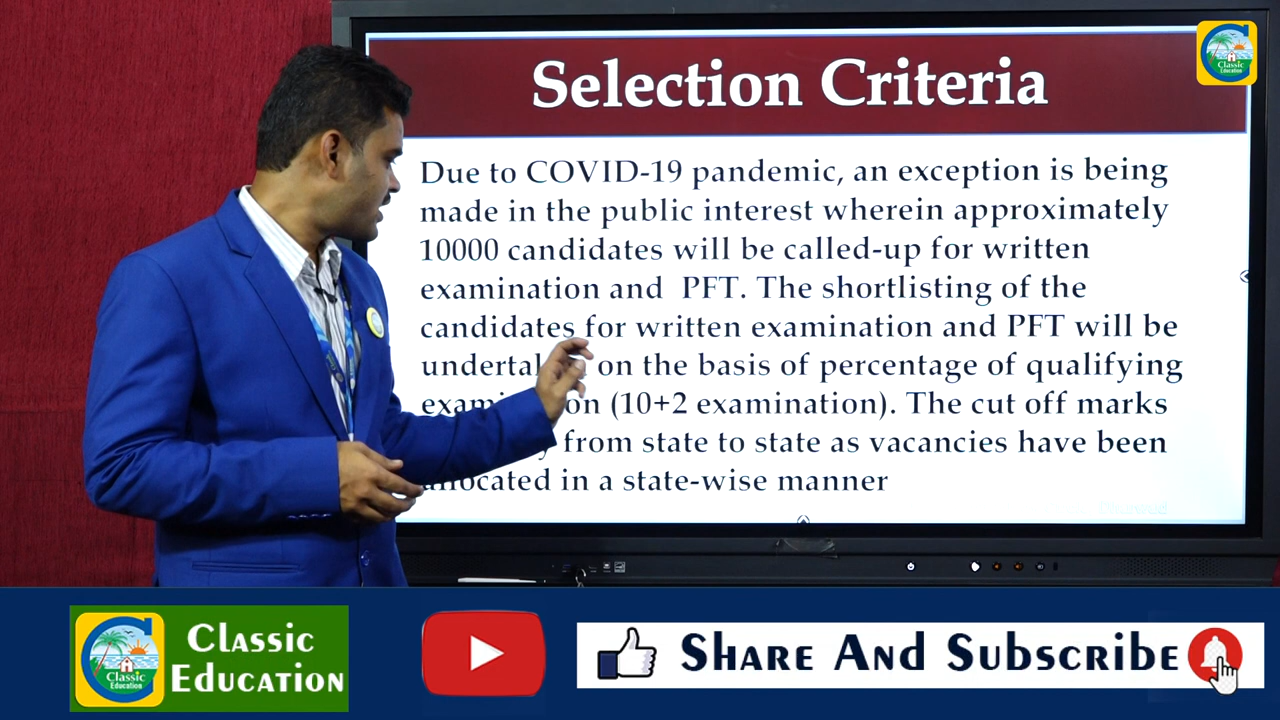 Selection Criteria
Classic
Education
Due to COVID-19 pandemic, an exception is being
made in the public interest wherein approximately
10000 candidates will be called-up for written
examination and PFT. The shortlisting of the
candidates for written examination and PFT will be
on the basis of percentage of qualifying
(10+2 examination). The cut off marks
from state to state as vacancies have been
allocated in a state-wise manner
Classic
Education
Classic
Education
Share And Subscribe